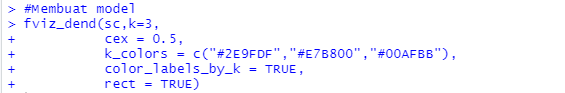 > #Membuat model
> fviz_dend(sc,k=3,
+           cex = 0.5,
+           k_colors = c("#2E9FDF","#E7B800","#00AFBB"),
+           color_labels_by_k = TRUE,
+           rect = TRUE)